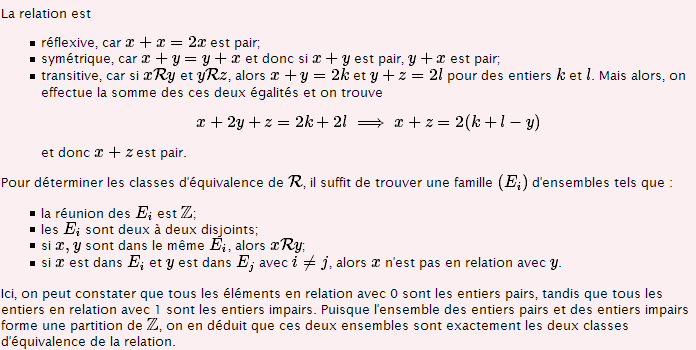 La relation est
▪ réflexive, car x + x = 2x est pair;
▪ symétrique, car x + y = y + x et donc si x + y est pair, y + x est pair;
▪ transitive, car si xℛy et yℛz, alors x + y = 2k et y + z = 2l pour des entiers k et l. Mais alors, on
effectue la somme des ces deux égalités et on trouve
x + 2y + z = 2k + 2l ⟹ x + z = 2(k + l − y)
et donc x + z est pair.
Pour déterminer les classes d'équivalence de ℛ, il suffit de trouver une famille (E_i) d'ensembles tels que :
▪ la réunion des E_i est ℤ;
▪ les E_i sont deux à deux disjoints;
▪ si x, y sont dans le même E_i, alors xℛy;
▪ si x est dans E_i et y est dans E_j avec i ≠ j, alors x n'est pas en relation avec y.
Ici, on peut constater que tous les éléments en relation avec 0 sont les entiers pairs, tandis que tous les
entiers en relation avec 1 sont les entiers impairs. Puisque l'ensemble des entiers pairs et des entiers impairs
forme une partition de ℤ, on en déduit que ces deux ensembles sont exactement les deux classes
d'équivalence de la relation.